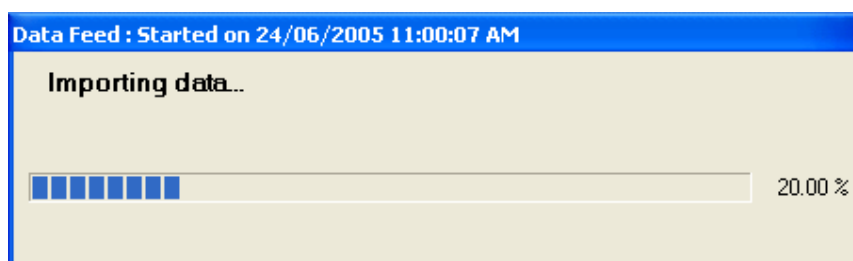 Data Feed : Started on 24/06/2005 11:00:07 AM
Importing data...
20.00 %